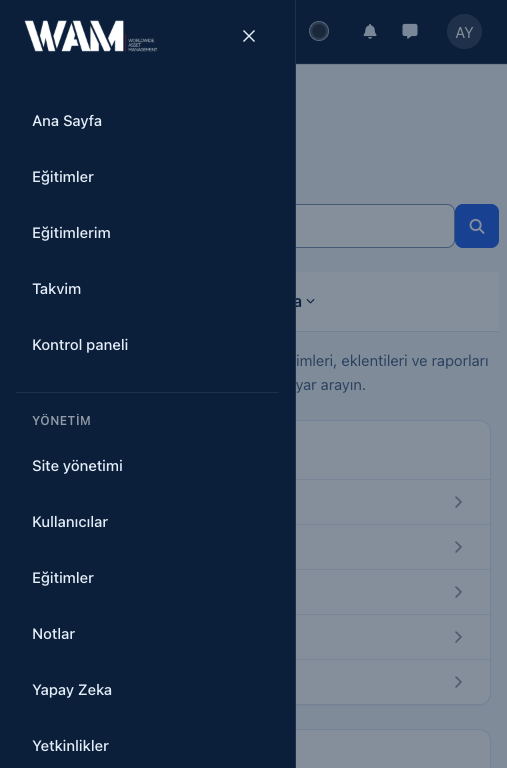 WAM WORLDWIDE
ASSET
MANAGEMENT
AY
Ana Sayfa
Eğitimler
Eğitimlerim
Takvim
a
Kontrol paneli
imleri, eklentileri ve raporları
yar arayın.
YÖNETİM
Site yönetimi
Kullanıcılar
Eğitimler
Notlar
Yapay Zeka
Yetkinlikler